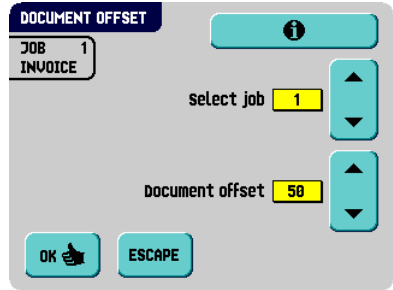 DOCUMENT OFFSET
JOB 1
INVOICE
Select job 1
Document offset 50
OK
ESCAPE